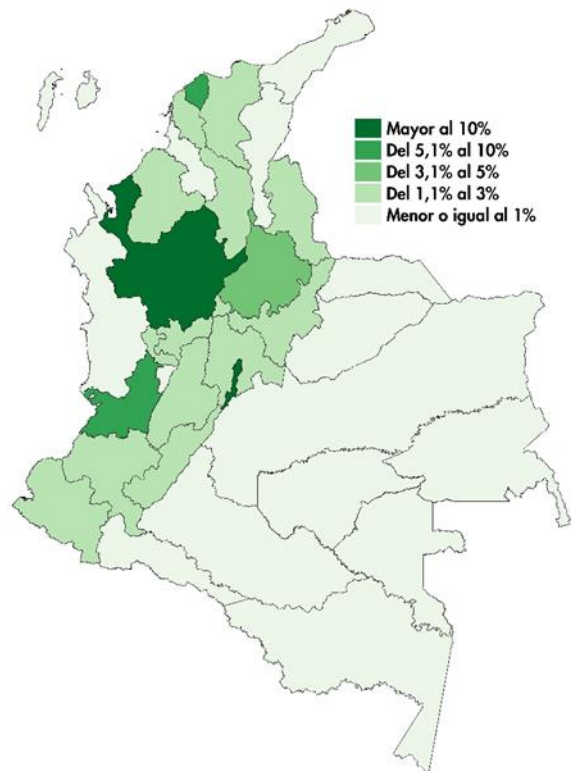 Mayor al 10%
Del 5,1% al 10%
Del 3,1% al 5%
Del 1,1% al 3%
Menor o igual al 1%